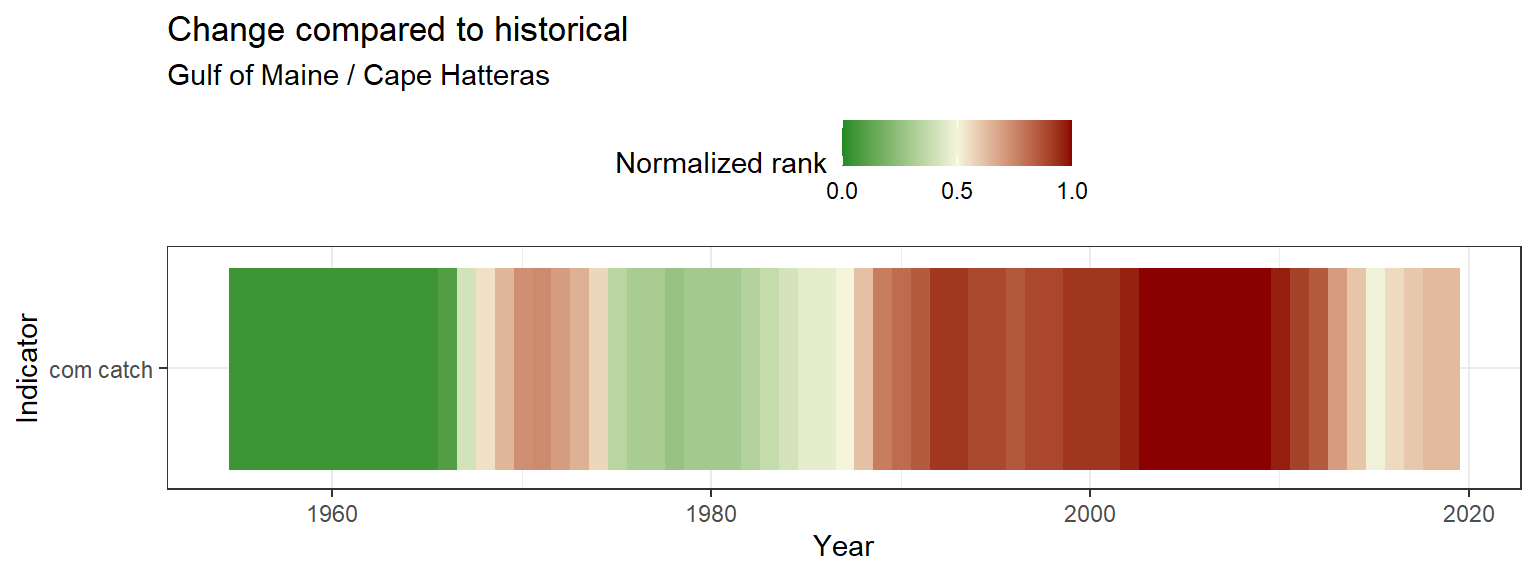 Change compared to historical
Gulf of Maine / Cape Hatteras
Normalized rank
0.0 0.5 1.0
Indicator
com catch
1960 1980 2000 2020
Year